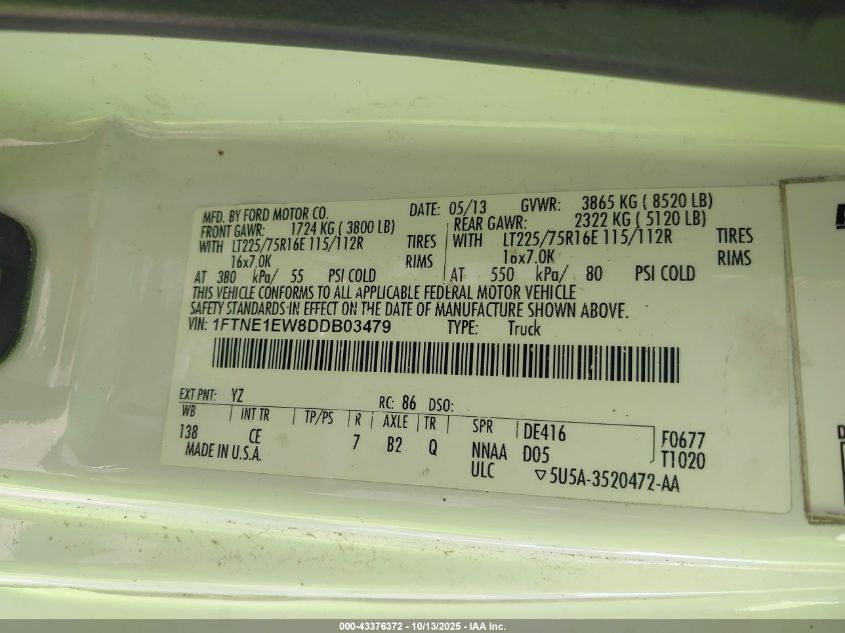 MFD. BY FORD MOTOR CO. DATE: 05/13 GVWR: 3865 KG ( 8520 LB)
FRONT GAWR: 1724 KG ( 3800 LB) REAR GAWR: 2322 KG ( 5120 LB)
WITH LT225/75R16E 115/112R TIRES WITH LT225/75R16E 115/112R TIRES
16x7.0K RIMS 16x7.0K RIMS
AT 380 kPa/ 55 PSI COLD AT 550 kPa/ 80 PSI COLD
THIS VEHICLE CONFORMS TO ALL APPLICABLE FEDERAL MOTOR VEHICLE
SAFETY STANDARDS IN EFFECT ON THE DATE OF MANUFACTURE SHOWN ABOVE.
VIN: 1FTNE1EW8DDB03479 TYPE: Truck
EXT PNT: YZ RC: 86 DSO:
WB INT TR TP/PS R AXLE TR SPR DE416 F0677
138 CE 7 B2 Q NNAA D05 T1020
MADE IN U.S.A. ULC ▽5U5A-3520472-AA
000-43376372 - 10/13/2025 - IAA Inc.